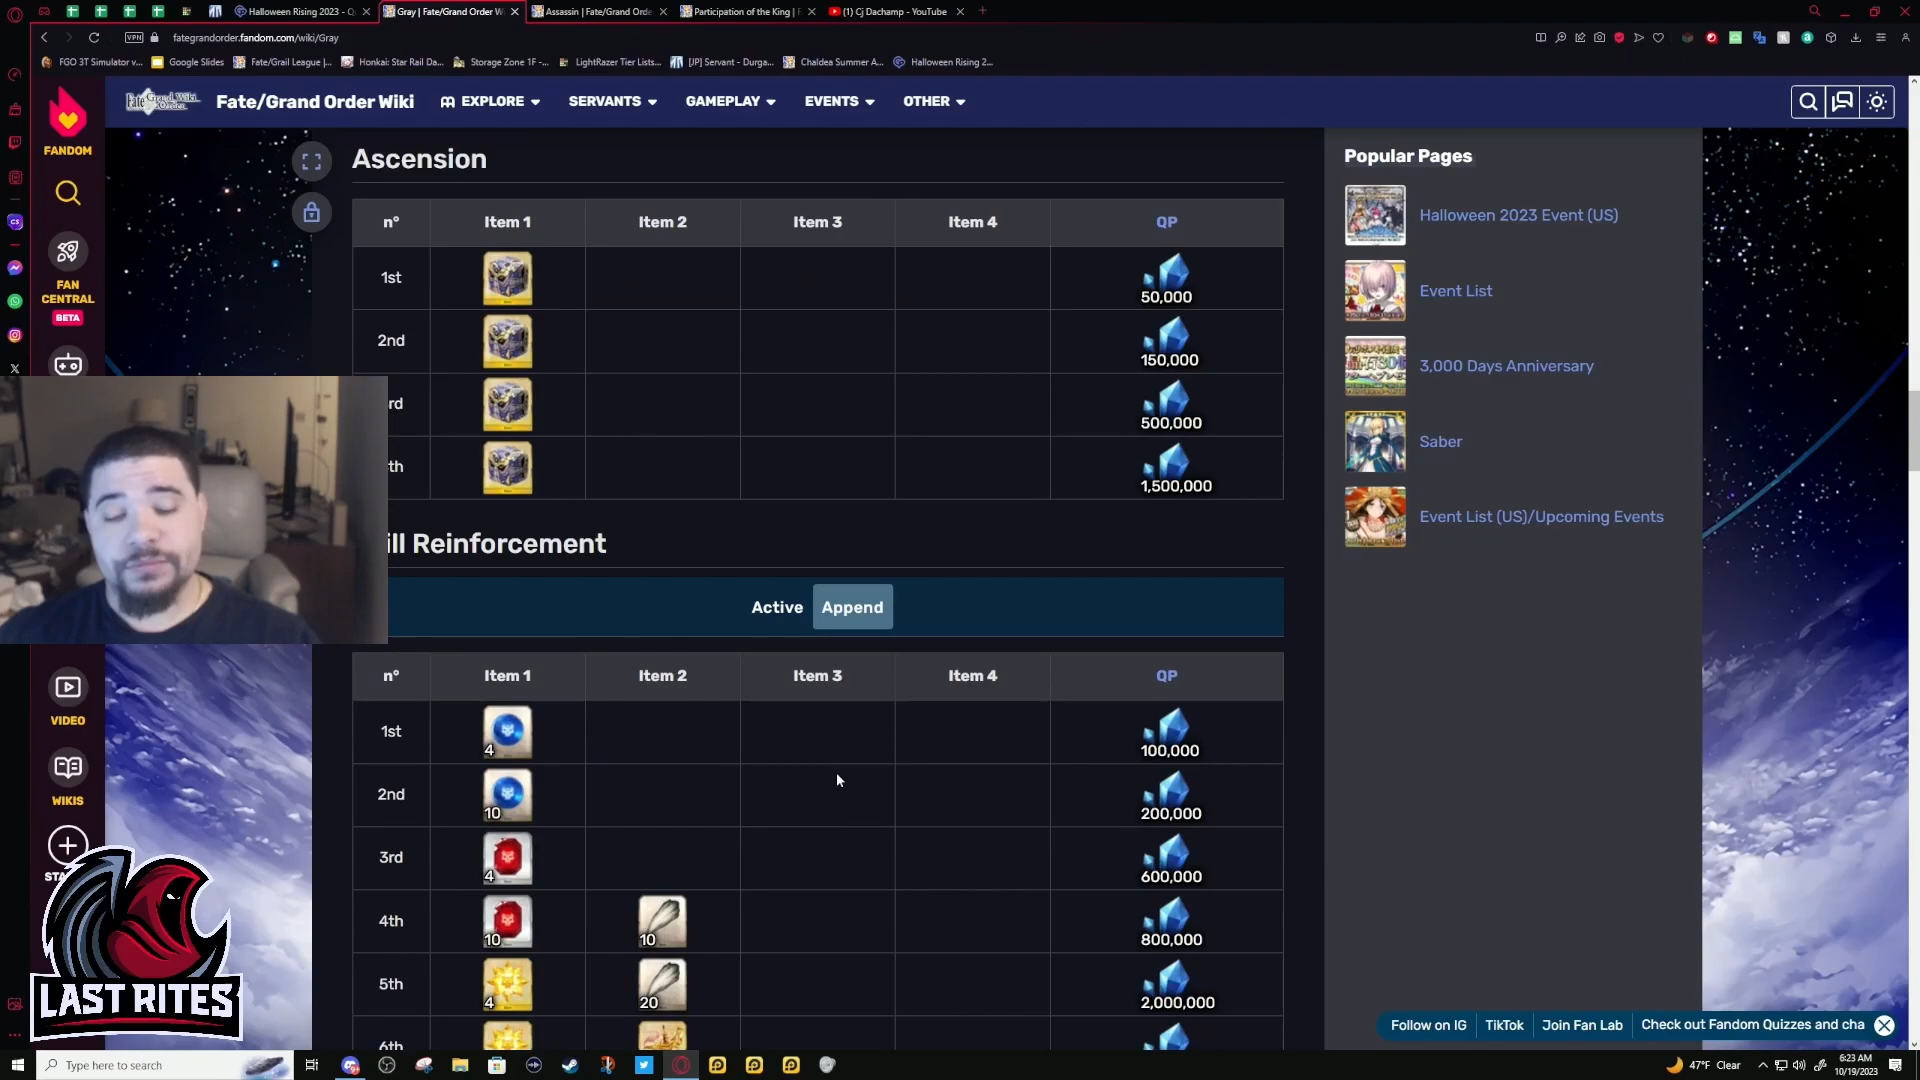 Halloween Rising 2023 - Q
Gray | Fate/Grand Order W
Assassin | Fate/Grand Orde
Participation of the King | F
(1) Cj Dachamp - YouTube
VPN
fategrandorder.fandom.com/wiki/Gray
FGO 3T Simulator v...
Google Slides
Fate/Grail League |...
Honkai: Star Rail Da...
Storage Zone 1F -...
LightRazer Tier Lists...
[JP] Servant - Durga...
Chaldea Summer A...
Halloween Rising 2...
Fate/Grand Order Wiki
EXPLORE
SERVANTS
GAMEPLAY
EVENTS
OTHER
FANDOM
FAN
CENTRAL
BETA
VIDEO
WIKIS
STA
Ascension
n° Item 1 Item 2 Item 3 Item 4 QP
1st 50,000
2nd 150,000
rd 500,000
th 1,500,000
ill Reinforcement
Active Append
n° Item 1 Item 2 Item 3 Item 4 QP
1st 4 100,000
2nd 10 200,000
3rd 4 600,000
4th 10 10 800,000
5th 4 20 2,000,000
6th
Popular Pages
Halloween 2023 Event (US)
Event List
3,000 Days Anniversary
Saber
Event List (US)/Upcoming Events
LAST RITES
Follow on IG
TikTok
Join Fan Lab
Check out Fandom Quizzes and cha
Type here to search
47°F Clear
6:23 AM
10/19/2023